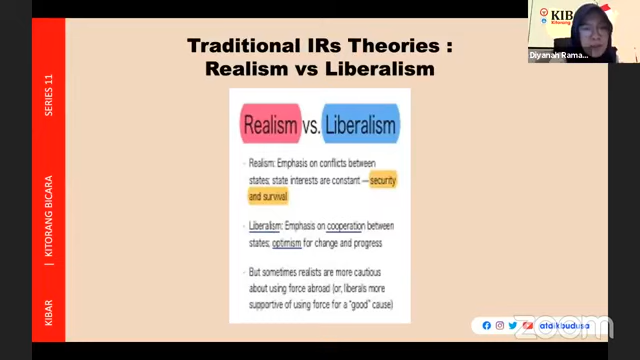 Traditional IRs Theories :
Realism vs Liberalism
Realism vs. Liberalism
· Realism: Emphasis on conflicts between
states; state interests are constant — security
and survival
· Liberalism: Emphasis on cooperation between
states; optimism for change and progress
· But sometimes realists are more cautious
about using force abroad (or, liberals more
supportive of using force for a "good" cause)
KIBAR | KITORANG BICARA SERIES 11
KIBA
Kitorang
Diyanah Rama...
atdikbudusa
zoom